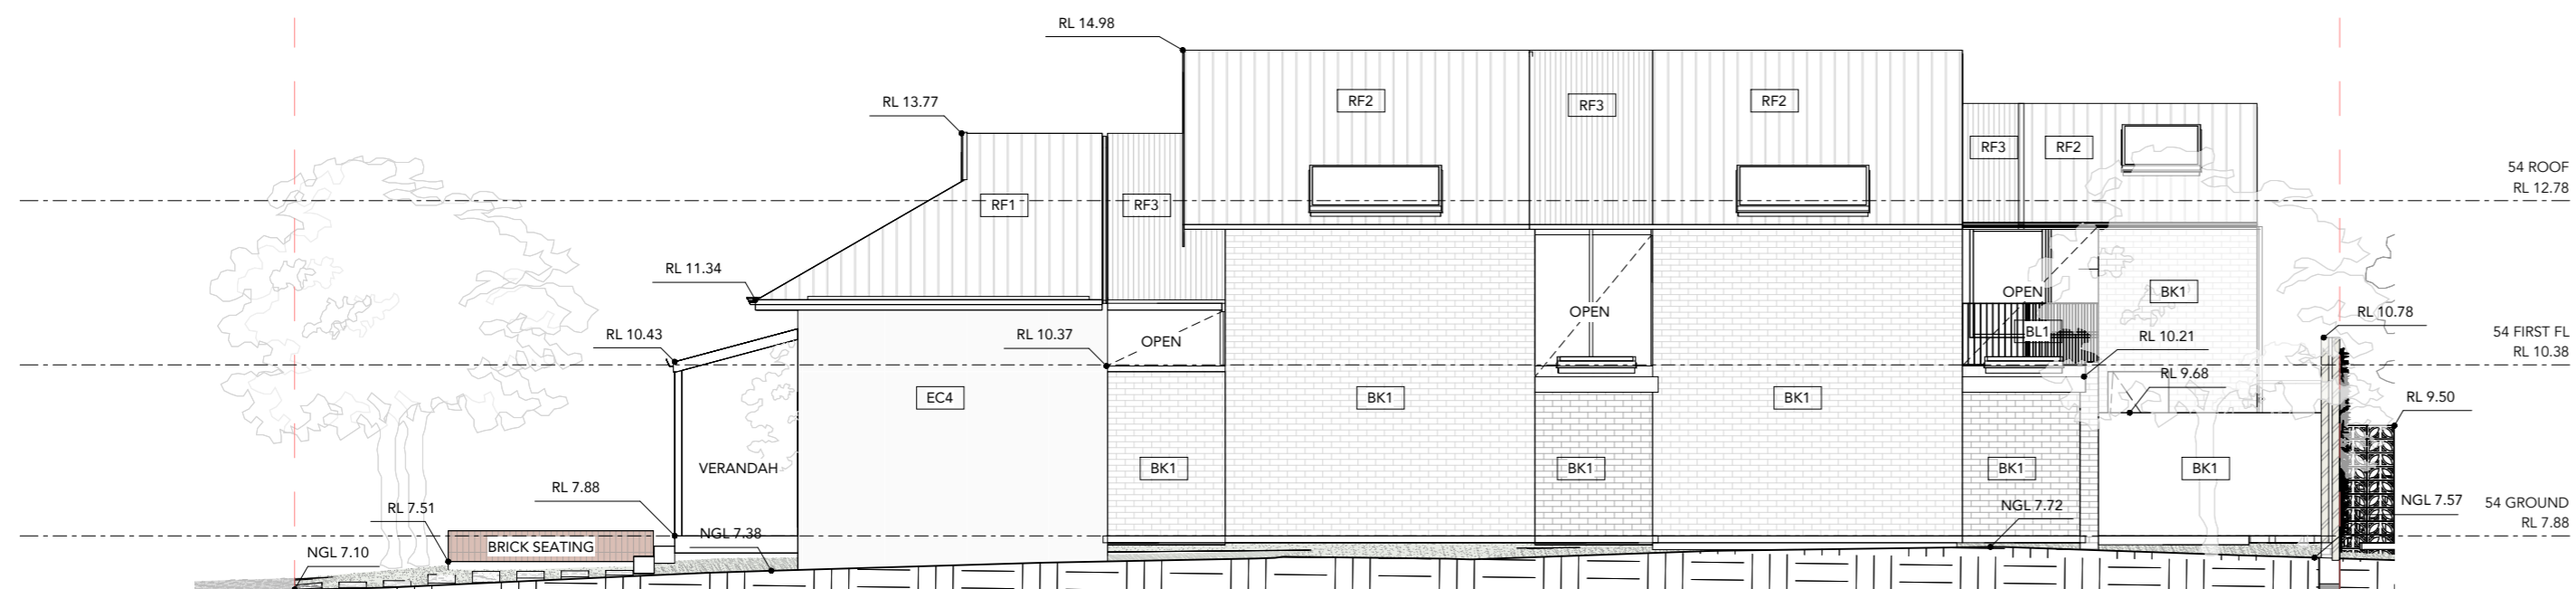 RL 14.98
RL 13.77
RF2
RF3
RF2
RF3
RF2
54 ROOF
RL 12.78
RF1
RF3
RL 11.34
OPEN
BK1
OPEN
RL 10.78
RL 10.43
RL 10.37
OPEN
BL1
RL 10.21
54 FIRST FL
RL 10.38
RL 9.68
EC4
BK1
BK1
RL 9.50
VERANDAH
BK1
BK1
BK1
BK1
RL 7.88
RL 7.51
NGL 7.38
NGL 7.72
NGL 7.57
54 GROUND
RL 7.88
NGL 7.10
BRICK SEATING